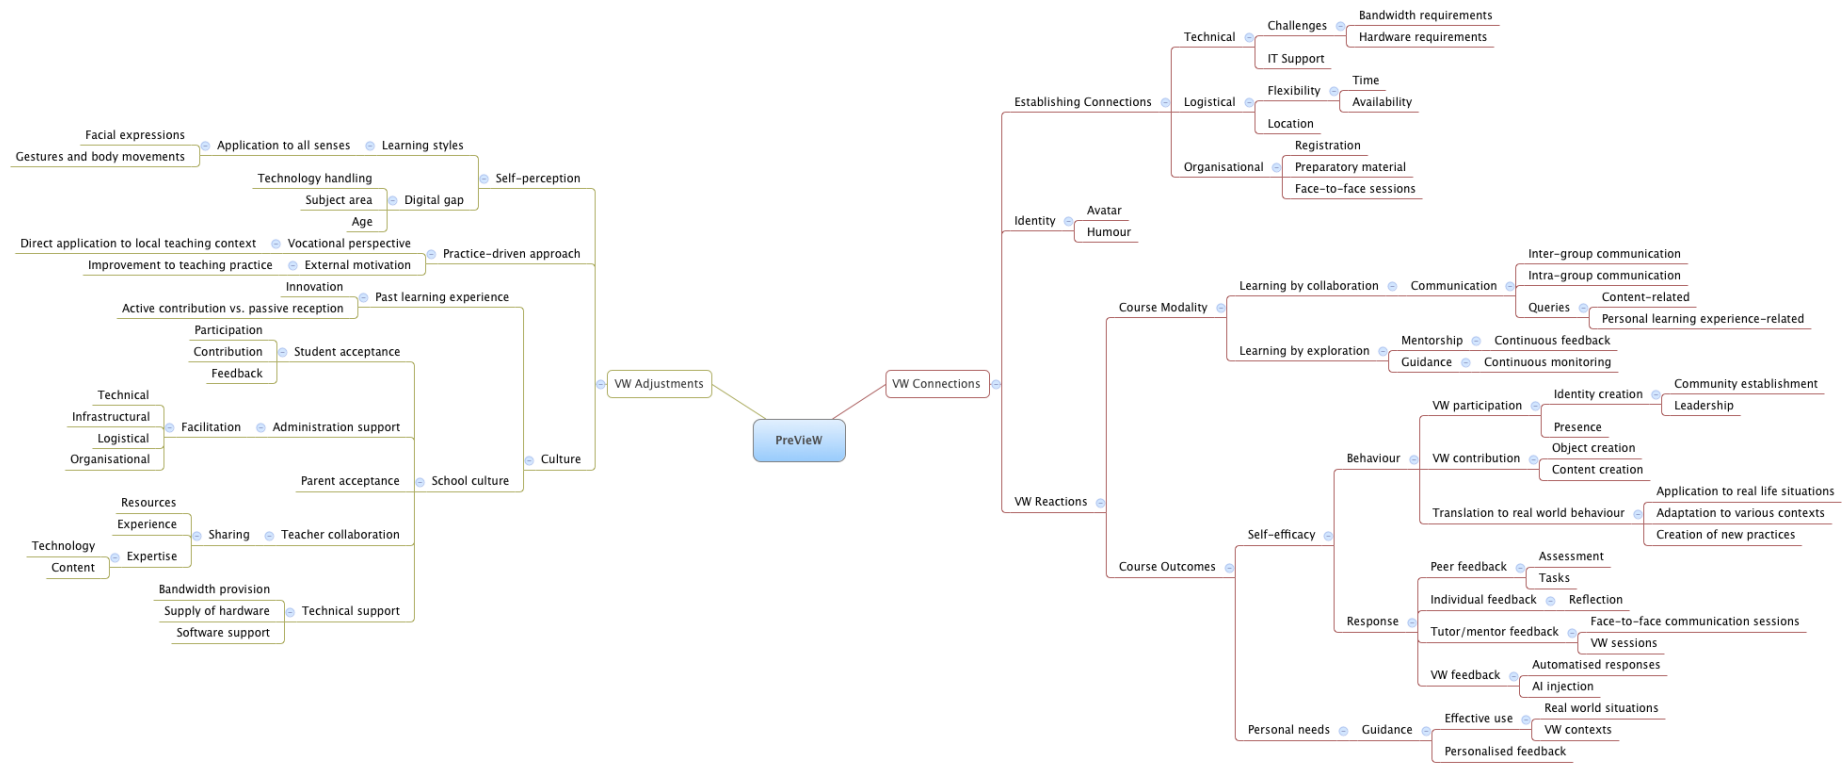 PreVieW
VW Adjustments
Self-perception
Learning styles
Application to all senses
Facial expressions
Gestures and body movements
Digital gap
Technology handling
Subject area
Age
Practice-driven approach
Vocational perspective
Direct application to local teaching context
External motivation
Improvement to teaching practice
Culture
Past learning experience
Innovation
Active contribution vs. passive reception
School culture
Student acceptance
Participation
Contribution
Feedback
Administration support
Facilitation
Technical
Infrastructural
Logistical
Organisational
Parent acceptance
Teacher collaboration
Sharing
Resources
Experience
Expertise
Technology
Content
Technical support
Bandwidth provision
Supply of hardware
Software support
VW Connections
Establishing Connections
Technical
Challenges
Bandwidth requirements
Hardware requirements
IT Support
Logistical
Flexibility
Time
Availability
Location
Organisational
Registration
Preparatory material
Face-to-face sessions
Identity
Avatar
Humour
VW Reactions
Course Modality
Learning by collaboration
Communication
Inter-group communication
Intra-group communication
Queries
Content-related
Personal learning experience-related
Learning by exploration
Mentorship
Continuous feedback
Guidance
Continuous monitoring
Course Outcomes
Self-efficacy
Behaviour
VW participation
Identity creation
Community establishment
Leadership
Presence
VW contribution
Object creation
Content creation
Translation to real world behaviour
Application to real life situations
Adaptation to various contexts
Creation of new practices
Response
Peer feedback
Assessment
Tasks
Individual feedback
Reflection
Tutor/mentor feedback
Face-to-face communication sessions
VW sessions
VW feedback
Automatised responses
AI injection
Personal needs
Guidance
Effective use
Real world situations
VW contexts
Personalised feedback